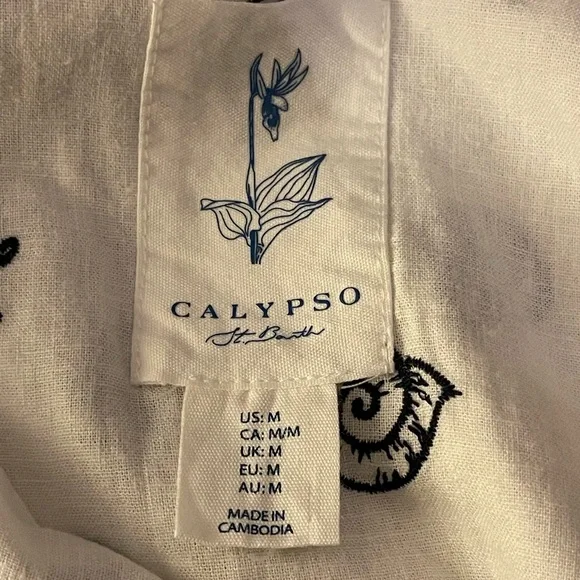 CALYPSO
St. Barth
US: M
CA: M/M
UK: M
EU: M
AU: M
MADE IN
CAMBODIA